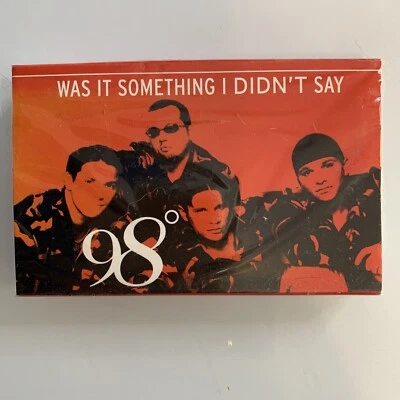 WAS IT SOMETHING I DIDN'T SAY
98°